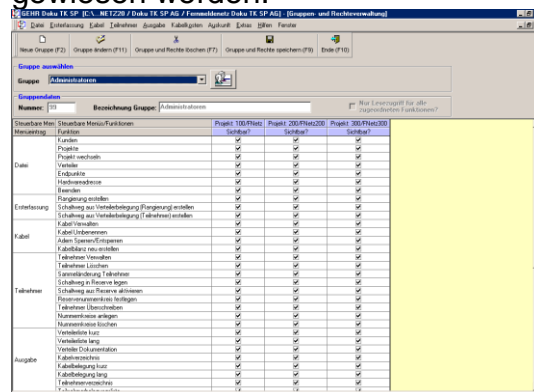 gewiesen werden.
GEHR Doku TK SP [C:\...NETZ20 / Doku TK SP AG / Fernmeldenetz Doku TK SP AG] - [Gruppen- und Rechteverwaltung]
Datei Ersterfassung Kabel Teilnehmer Ausgabe Kabelkosten Auskunft Extras Hilfen Fenster
Neue Gruppe (F2) Gruppe ändern (F11) Gruppe und Rechte löschen (F7) Gruppe und Rechte speichern (F9) Ende (F10)
Gruppe auswählen
Gruppe Administratoren
Gruppendaten
Nummer: 99 Bezeichnung Gruppe: Administratoren Nur Lesezugriff für alle
zugeordneten Funktionen?
Steuerbare Men Steuerbare Menüs/Funktionen Projekt: 100/FNetz Projekt: 200/FNetz200 Projekt: 300/FNetz300
Menüeintrag Funktion Sichtbar? Sichtbar? Sichtbar?
Kunden
Projekte
Projekt wechseln
Datei Verteiler
Endpunkte
Hardwareadresse
Beenden
Rangierung erstellen
Ersterfassung Schaltweg aus Verteilerbelegung (Rangierung) erstellen
Schaltweg aus Verteilerbelegung (Teilnehmer) erstellen
Kabel Verwalten
Kabel Kabel Umbenennen
Adern Sperren/Entsperren
Kabelbilanz neu erstellen
Teilnehmer Verwalten
Teilnehmer Löschen
Sammeländerung Teilnehmer
Schaltweg in Reserve legen
Teilnehmer Schaltweg aus Reserve aktivieren
Reservenummernkreis festlegen
Teilnehmer Überschreiben
Nummernkreise anlegen
Nummernkreise löschen
Verteilerliste kurz
Verteilerliste lang
Verteiler Dokumentation
Ausgabe Kabelverzeichnis
Kabelbelegung kurz
Kabelbelegung lang
Teilnehmerverzeichnis